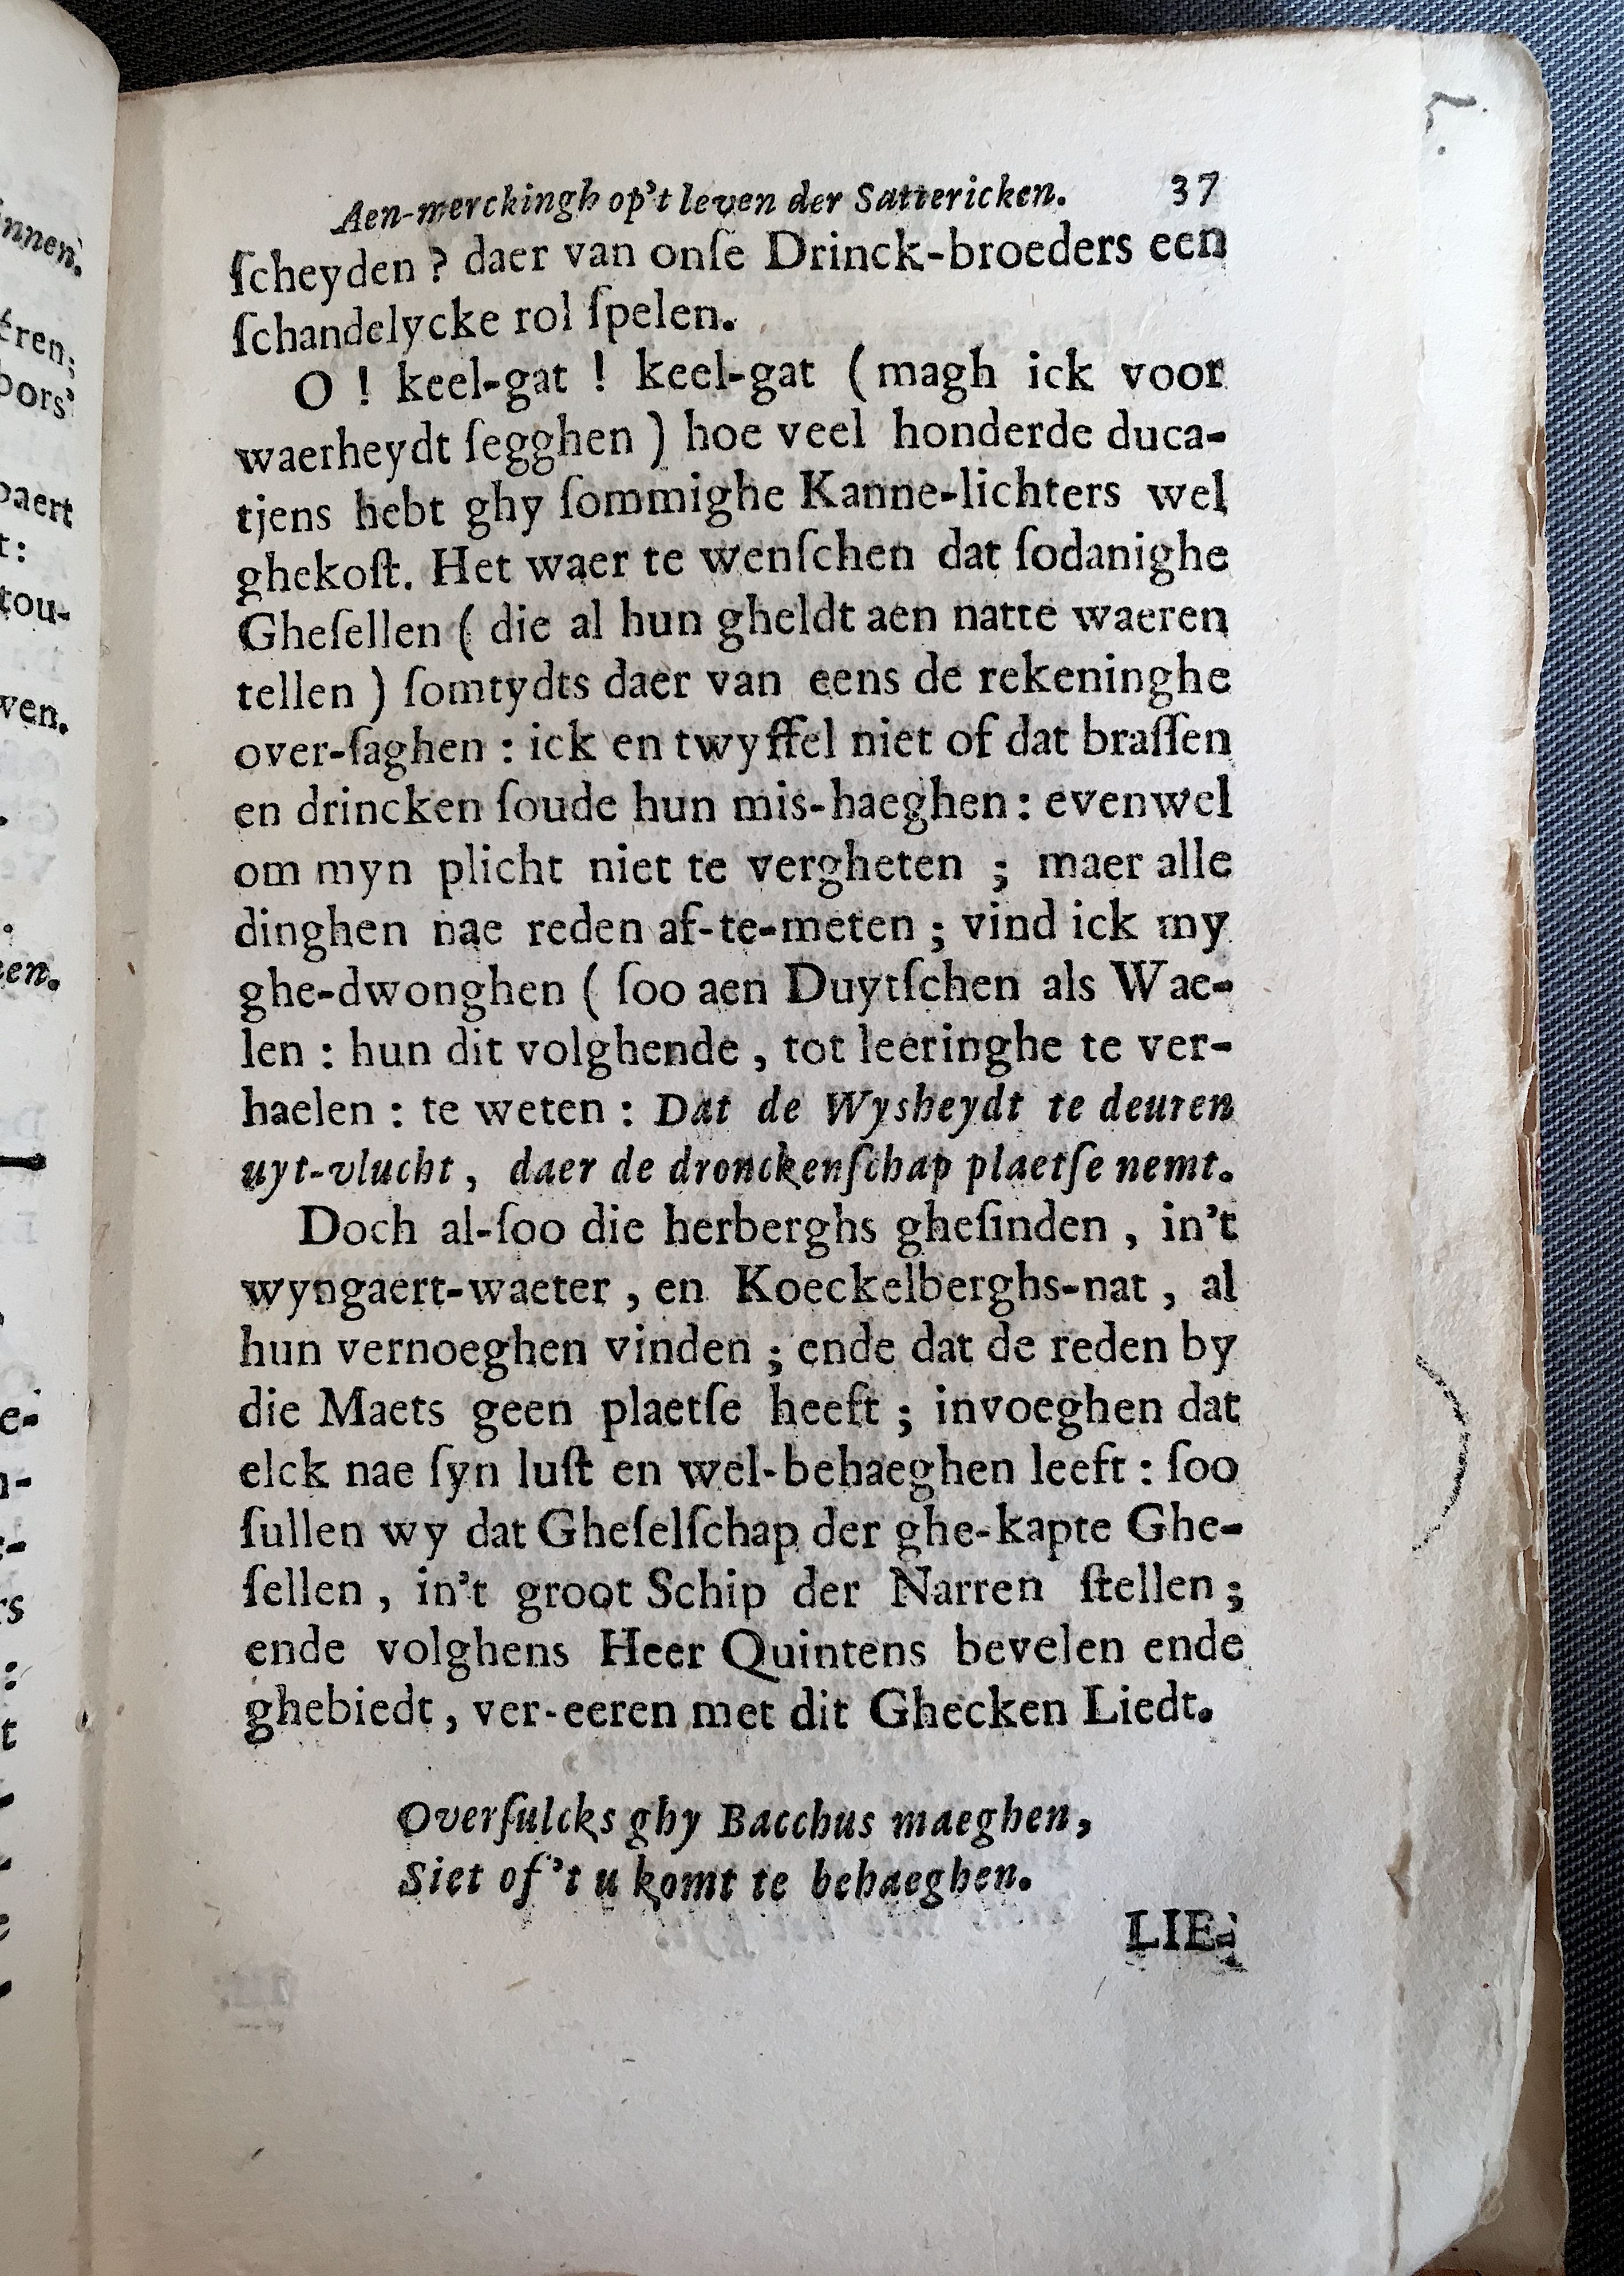 Aen-merckingh op't leven der Sattericken. 37
ſcheyden ? daer van onſe Drinck-broeders een
ſchandelycke rol ſpelen.
O ! keel-gat ! keel-gat ( magh ick voor
waerheydt ſegghen ) hoe veel honderde duca-
tjens hebt ghy ſommighe Kanne-lichters wel
ghekoſt. Het waer te wenſchen dat ſodanighe
Gheſellen ( die al hun gheldt aen natte waeren
tellen ) ſomtydts daer van eens de rekeninghe
over-ſaghen : ick en twyffel niet of dat braſſen
en drincken ſoude hun mis-haeghen : evenwel
om myn plicht niet te vergheten ; maer alle
dinghen nae reden af-te-meten ; vind ick my
ghe-dwonghen ( ſoo aen Duytſchen als Wae-
len : hun dit volghende , tot leeringhe te ver-
haelen : te weten : Dat de Wysheydt te deuren
uyt-vlucht, daer de dronckenſchap plaetſe nemt.
Doch al-ſoo die herberghs gheſinden , in't
wyngaert-waeter , en Koeckelberghs-nat , al
hun vernoeghen vinden ; ende dat de reden by
die Maets geen plaetſe heeft ; invoeghen dat
elck nae ſyn luſt en wel-behaeghen leeft : ſoo
ſullen wy dat Gheſelſchap der ghe-kapte Ghe-
ſellen , in't groot Schip der Narren ſtellen ;
ende volghens Heer Quintens bevelen ende
ghebiedt, ver-eeren met dit Ghecken Liedt.
Overſulcks ghy Bacchus maeghen,
Siet of't u komt te behaeghen.
LIE-
innen.
paert
t:
tou-
ven.
e-
t